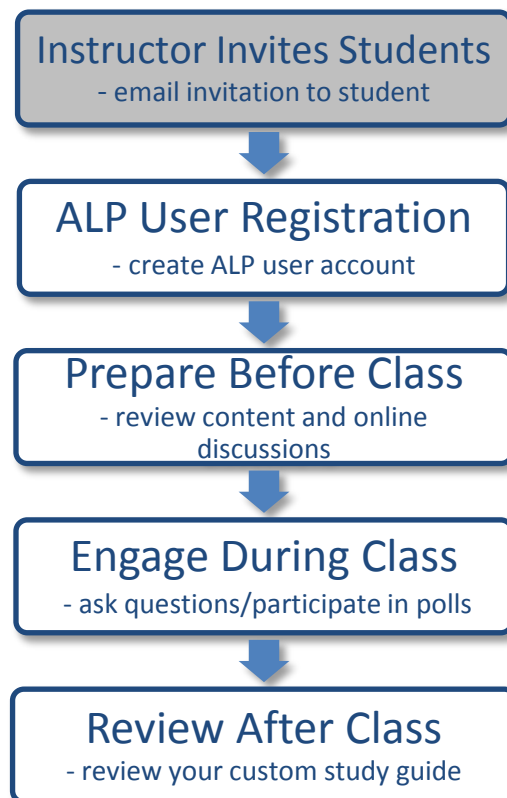 Instructor Invites Students
- email invitation to student
ALP User Registration
- create ALP user account
Prepare Before Class
- review content and online
discussions
Engage During Class
- ask questions/participate in polls
Review After Class
- review your custom study guide